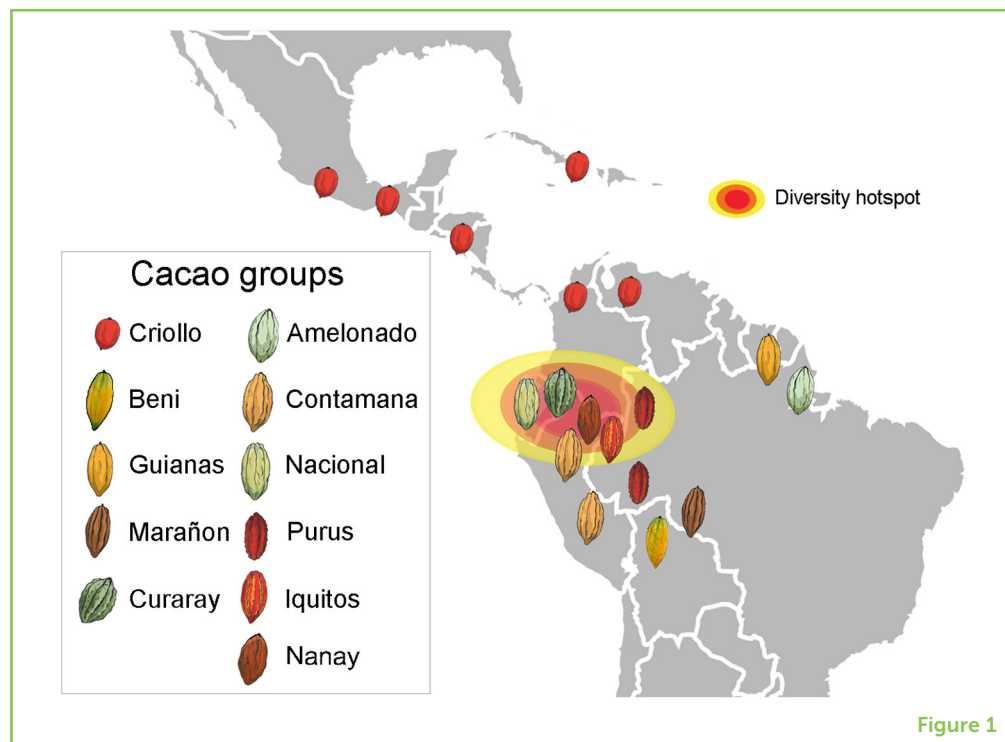 Diversity hotspot
Cacao groups
Criollo
Amelonado
Beni
Contamana
Guianas
Nacional
Marañon
Purus
Curaray
Iquitos
Nanay
Figure 1